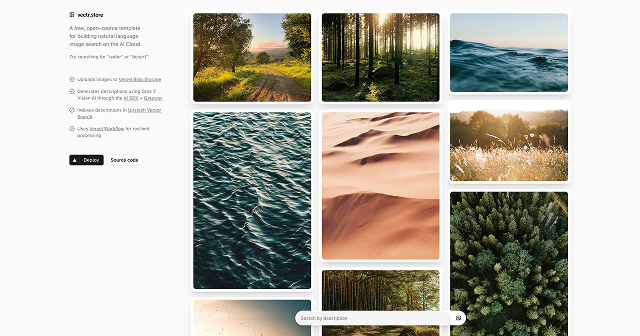 vectr.store
A free, open-source template
for building natural language
image search on the AI Cloud.
Try searching for "water" or "desert".
Uploads images to Vercel Blob Storage
Generates descriptions using Grok 2
Vision AI through the AI SDK + Gateway
Indexes descriptions in Upstash Vector
Search
Uses Vercel Workflow for resilient
processing
Deploy
Source code
Search by description